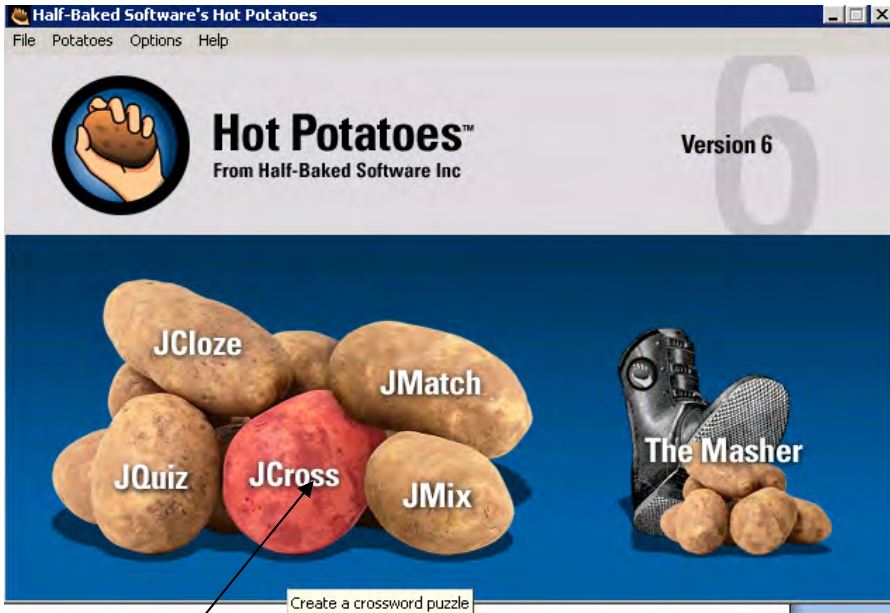 Half-Baked Software's Hot Potatoes
File Potatoes Options Help
6
Hot Potatoes™
From Half-Baked Software Inc
Version 6
JCloze
JMatch
JQuiz
JCross
JMix
The Masher
Create a crossword puzzle